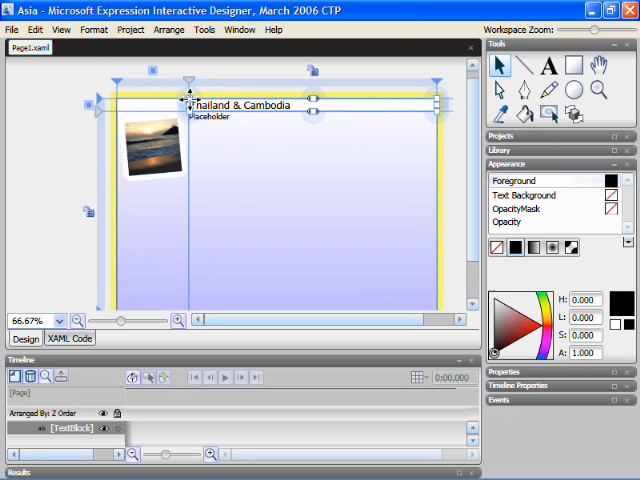 Asia - Microsoft Expression Interactive Designer, March 2006 CTP
File Edit View Format Project Arrange Tools Window Help
Workspace Zoom:
Page1.xaml
Tools
Thailand & Cambodia
Placeholder
Projects
Library
Appearance
Foreground
Text Background
OpacityMask
Opacity
H: 0.000
L: 0.000
S: 0.000
A: 1.000
66.67%
Design XAML Code
Timeline
0:00.000
[Page]
Arranged By: Z Order
ab [TextBlock]
Properties
Timeline Properties
Events
Results